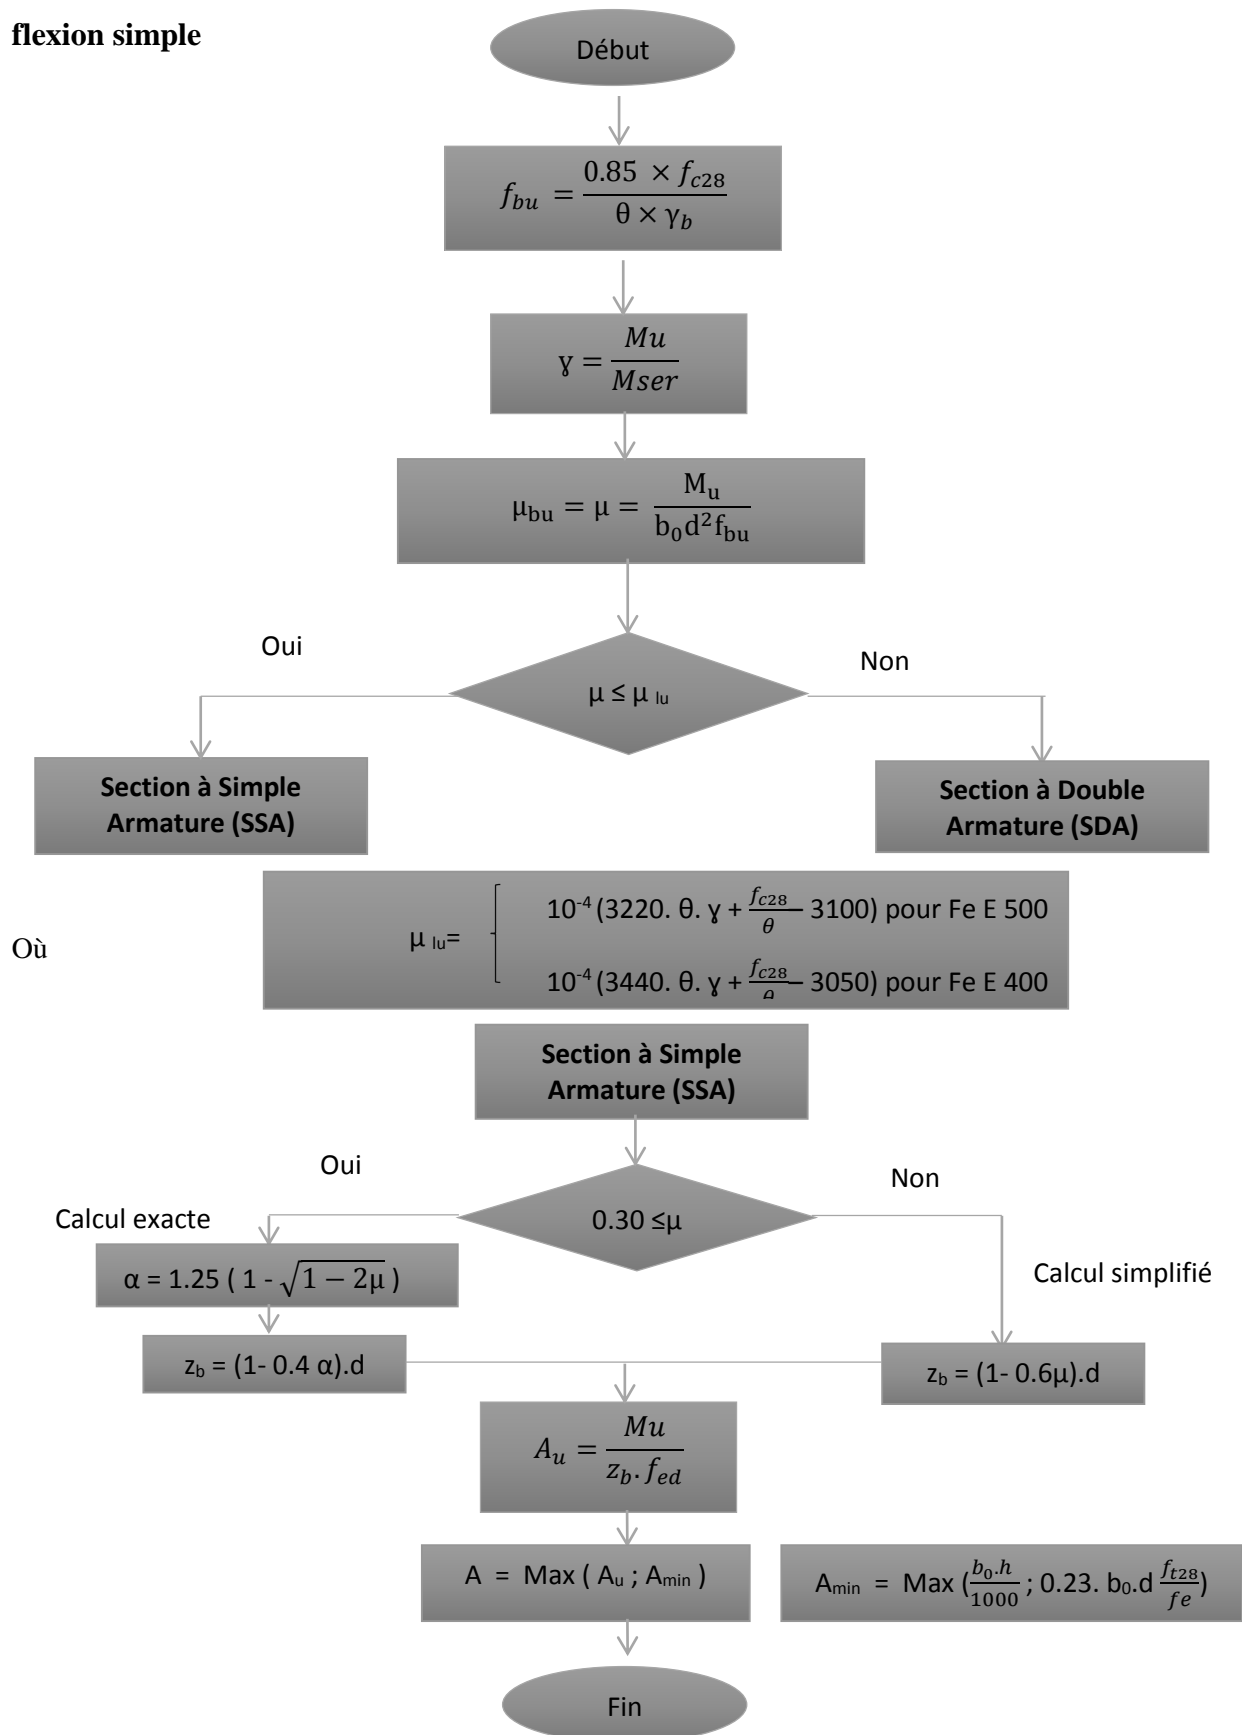 flexion simple
Début
f_bu = (0.85 × f_c28) / (θ × γ_b)
ɣ = Mu / Mser
μ_bu = μ = M_u / (b_0 d² f_bu)
Oui
Non
μ ≤ μ lu
Section à Simple
Armature (SSA)
Section à Double
Armature (SDA)
Où
μ lu=
10⁻⁴ (3220. θ. ɣ + f_c28/θ − 3100) pour Fe E 500
10⁻⁴ (3440. θ. ɣ + f_c28/θ − 3050) pour Fe E 400
Section à Simple
Armature (SSA)
Oui
Non
0.30 ≤μ
Calcul exacte
α = 1.25 ( 1 - √(1 − 2μ) )
Calcul simplifié
z_b = (1- 0.4 α).d
z_b = (1- 0.6μ).d
A_u = Mu / (z_b. f_ed)
A = Max ( A_u ; A_min )
A_min = Max (b_0.h/1000 ; 0.23. b_0.d f_t28/fe)
Fin